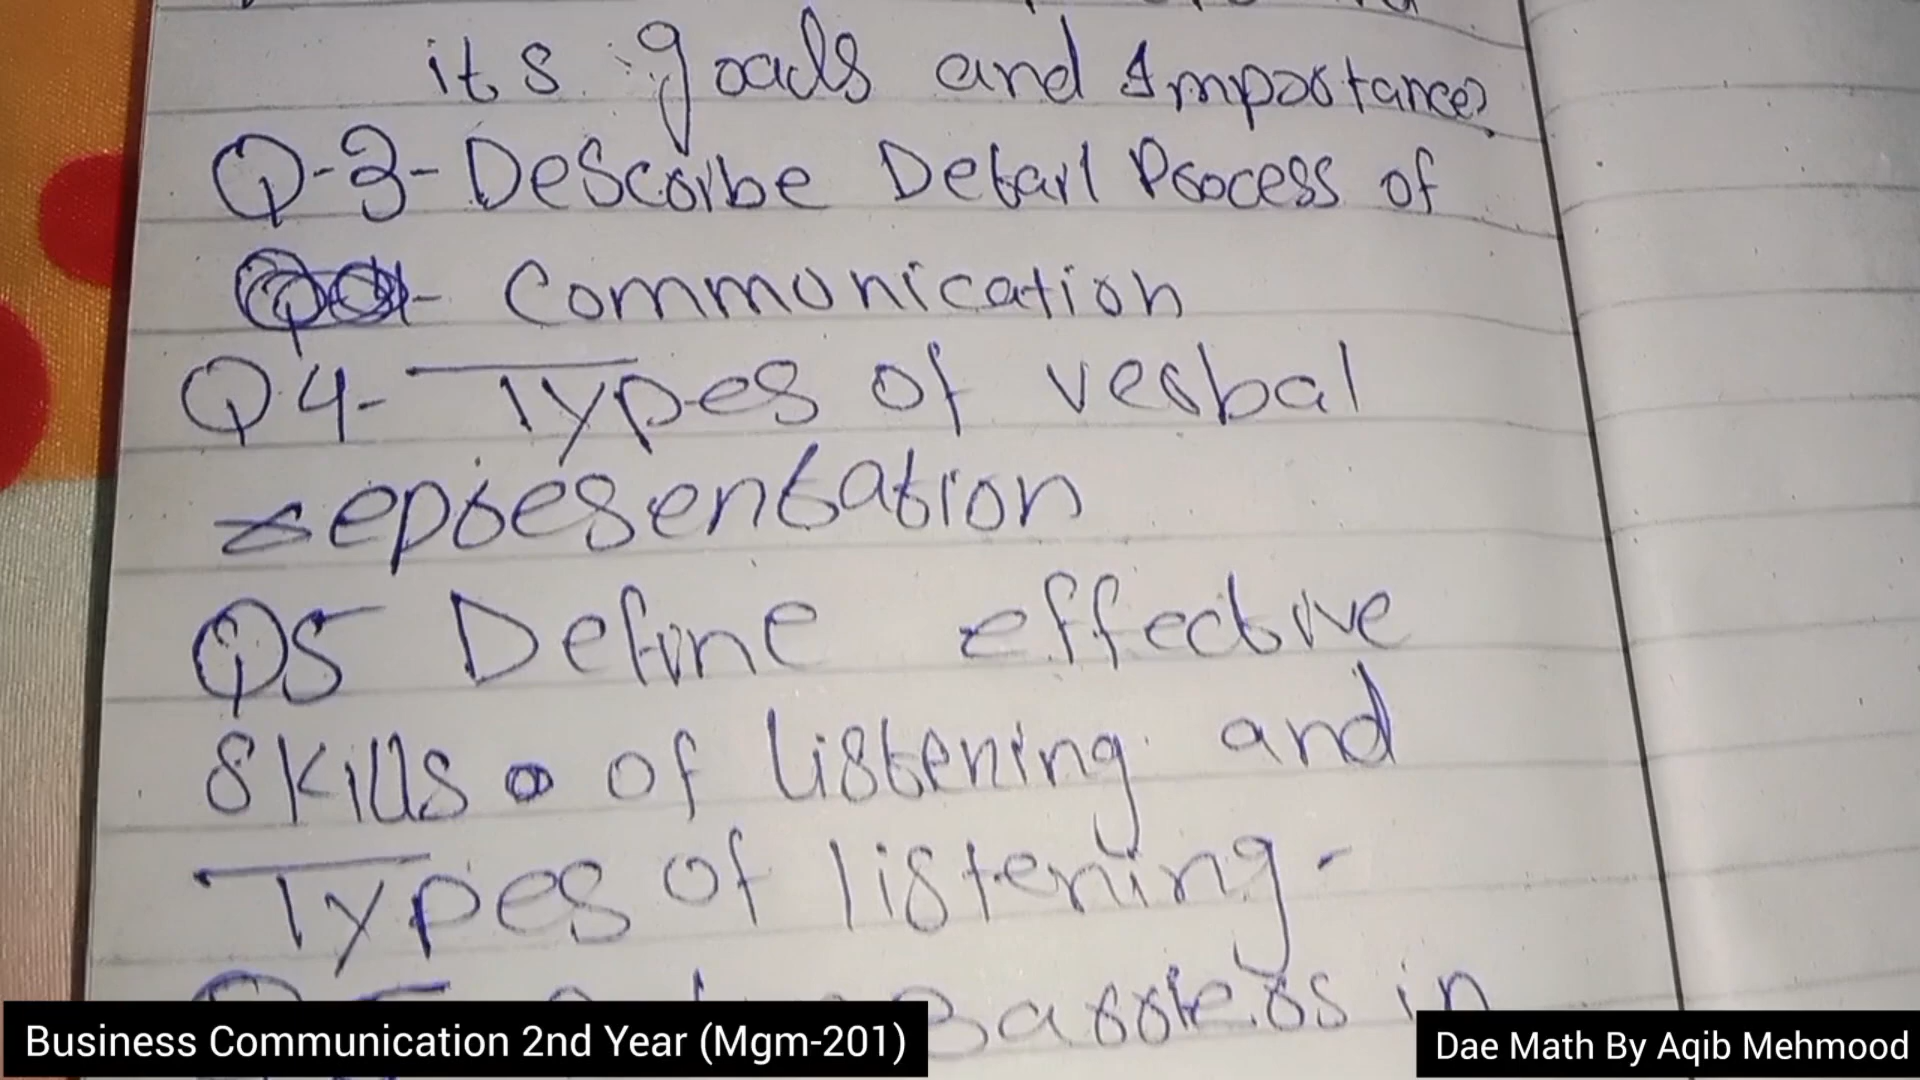 its goals and Importance?
Q-3- Describe Detail Process of
Communication
Q4- Types of verbal
representation
Q5 Define effective
skills of listening and
Types of listening-
Barriers in
Business Communication 2nd Year (Mgm-201)
Dae Math By Aqib Mehmood